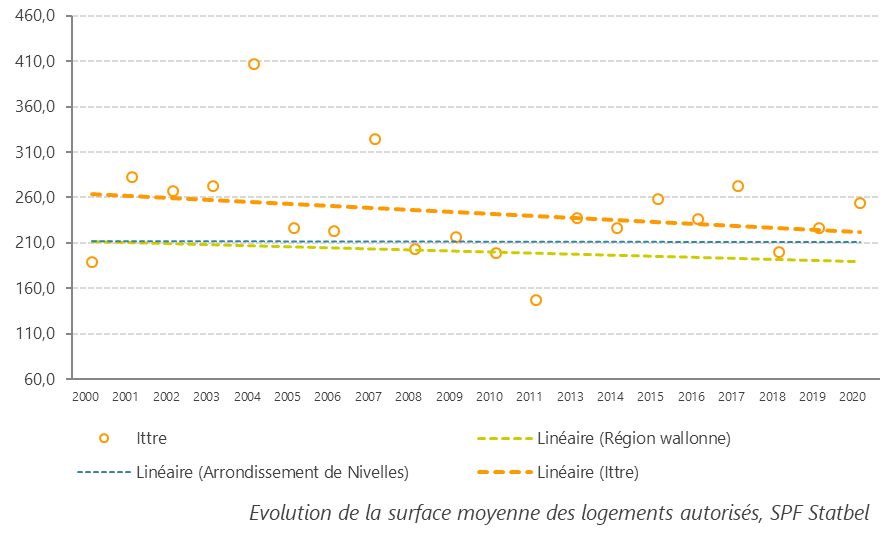 460,0
410,0
360,0
310,0
260,0
210,0
160,0
110,0
60,0
2000 2001 2002 2003 2004 2005 2006 2007 2008 2009 2010 2011 2013 2014 2015 2016 2017 2018 2019 2020
Ittre Linéaire (Région wallonne)
Linéaire (Arrondissement de Nivelles) Linéaire (Ittre)
Evolution de la surface moyenne des logements autorisés, SPF Statbel